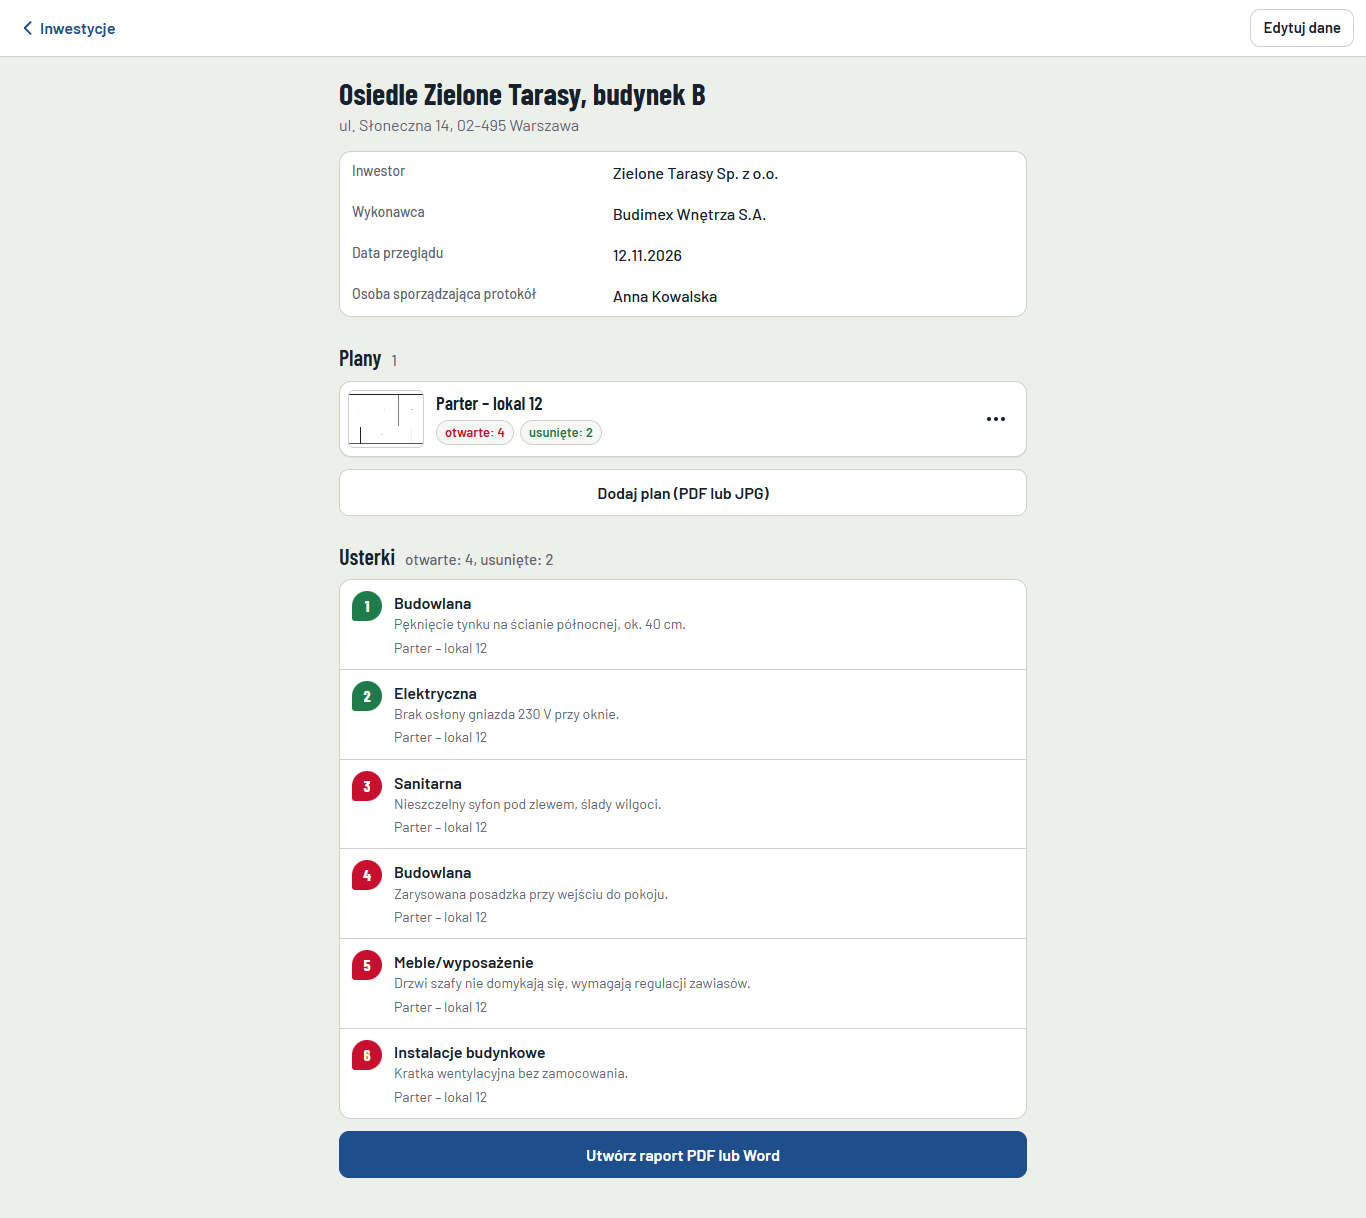 Inwestycje
Edytuj dane
Osiedle Zielone Tarasy, budynek B
ul. Słoneczna 14, 02-495 Warszawa
Inwestor
Zielone Tarasy Sp. z o.o.
Wykonawca
Budimex Wnętrza S.A.
Data przeglądu
12.11.2026
Osoba sporządzająca protokół
Anna Kowalska
Plany 1
Parter – lokal 12
otwarte: 4 usunięte: 2
Dodaj plan (PDF lub JPG)
Usterki otwarte: 4, usunięte: 2
1 Budowlana
Pęknięcie tynku na ścianie północnej, ok. 40 cm.
Parter – lokal 12
2 Elektryczna
Brak osłony gniazda 230 V przy oknie.
Parter – lokal 12
3 Sanitarna
Nieszczelny syfon pod zlewem, ślady wilgoci.
Parter – lokal 12
4 Budowlana
Zarysowana posadzka przy wejściu do pokoju.
Parter – lokal 12
5 Meble/wyposażenie
Drzwi szafy nie domykają się, wymagają regulacji zawiasów.
Parter – lokal 12
6 Instalacje budynkowe
Kratka wentylacyjna bez zamocowania.
Parter – lokal 12
Utwórz raport PDF lub Word